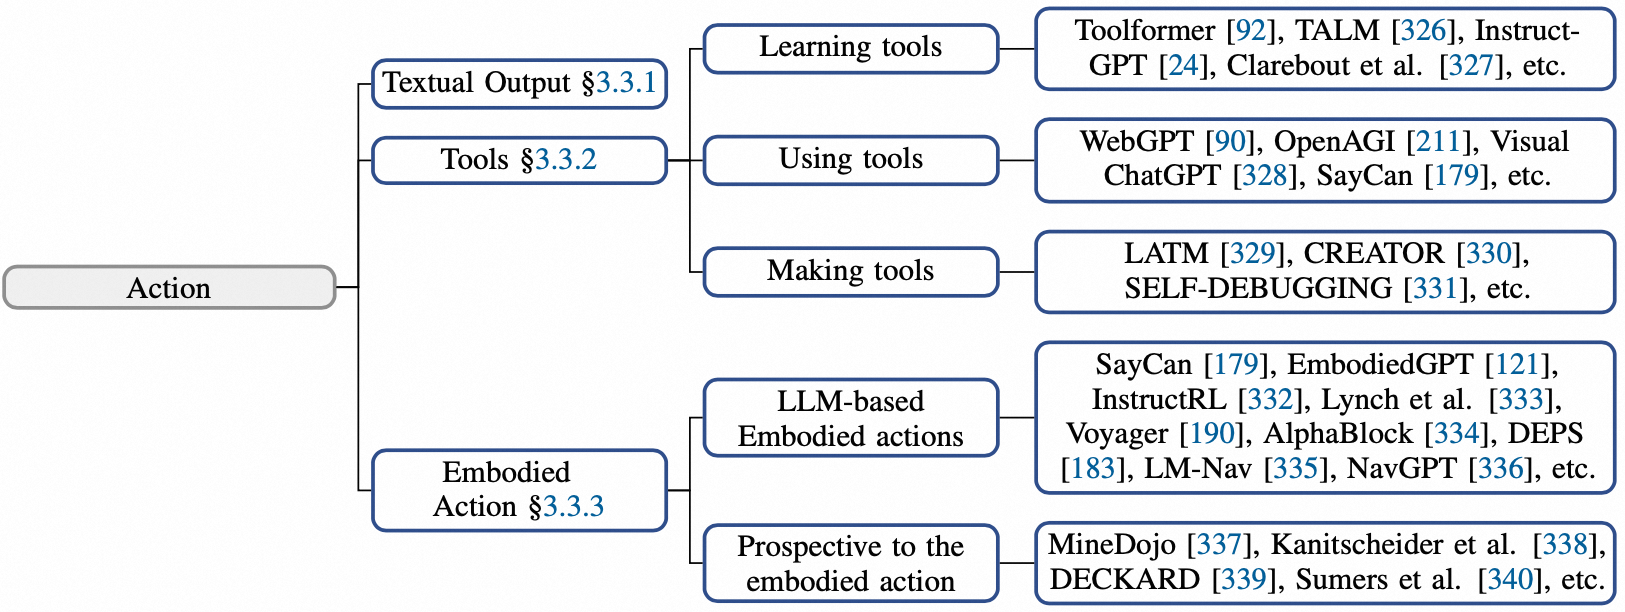 Action
Textual Output §3.3.1
Tools §3.3.2
Learning tools
Toolformer [92], TALM [326], Instruct-
GPT [24], Clarebout et al. [327], etc.
Using tools
WebGPT [90], OpenAGI [211], Visual
ChatGPT [328], SayCan [179], etc.
Making tools
LATM [329], CREATOR [330],
SELF-DEBUGGING [331], etc.
Embodied
Action §3.3.3
LLM-based
Embodied actions
SayCan [179], EmbodiedGPT [121],
InstructRL [332], Lynch et al. [333],
Voyager [190], AlphaBlock [334], DEPS
[183], LM-Nav [335], NavGPT [336], etc.
Prospective to the
embodied action
MineDojo [337], Kanitscheider et al. [338],
DECKARD [339], Sumers et al. [340], etc.